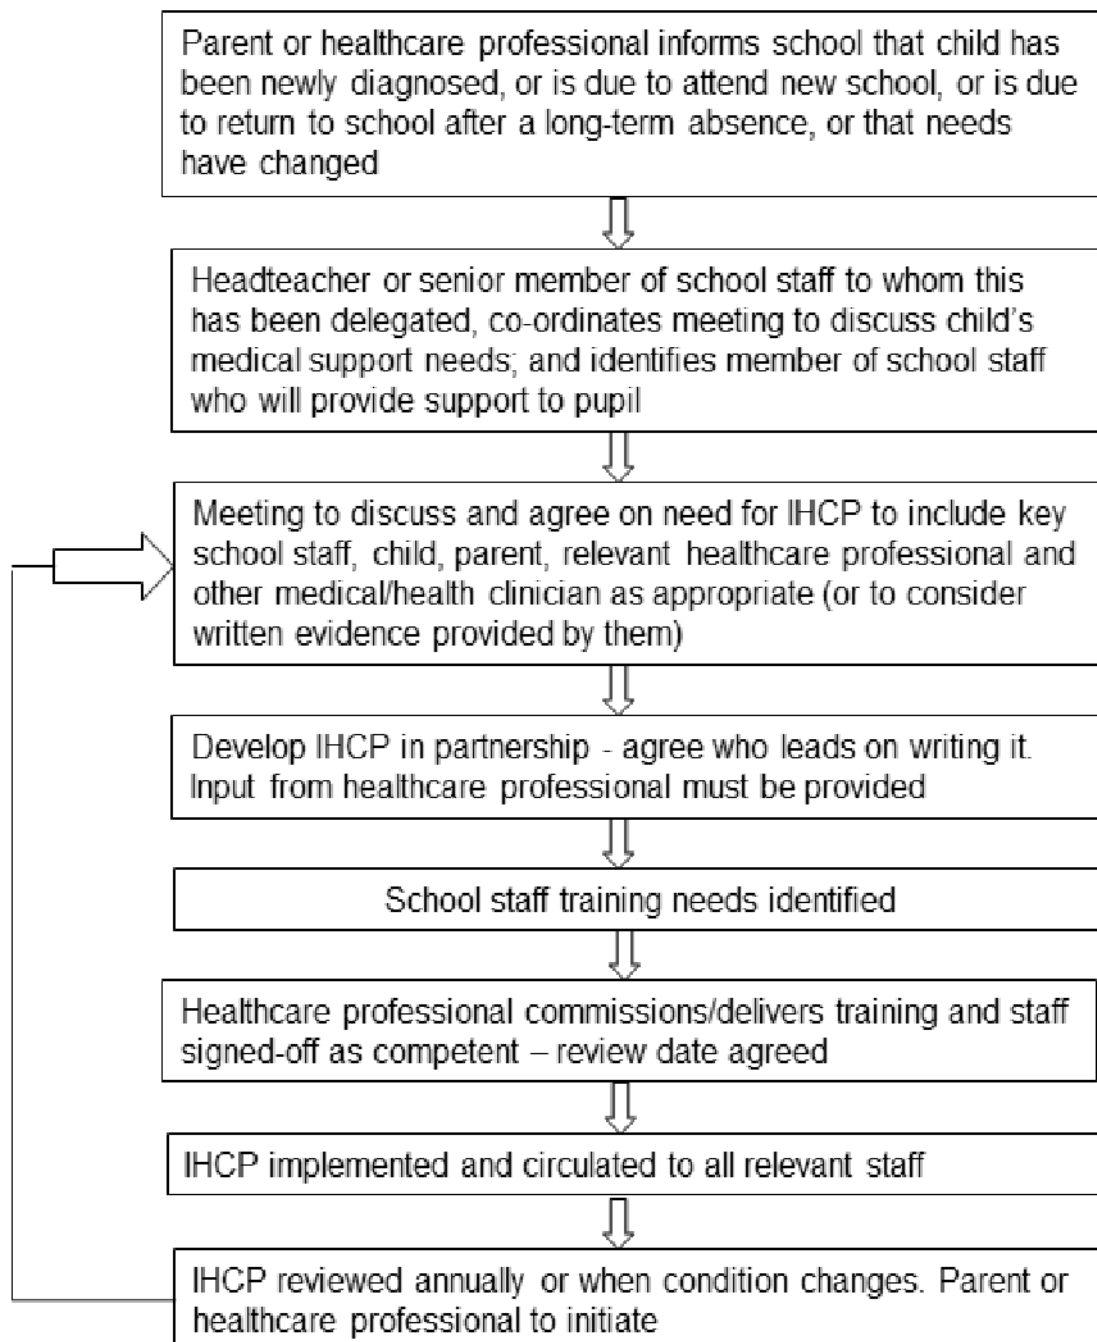 Parent or healthcare professional informs school that child has
been newly diagnosed, or is due to attend new school, or is due
to return to school after a long-term absence, or that needs
have changed
Headteacher or senior member of school staff to whom this
has been delegated, co-ordinates meeting to discuss child's
medical support needs; and identifies member of school staff
who will provide support to pupil
Meeting to discuss and agree on need for IHCP to include key
school staff, child, parent, relevant healthcare professional and
other medical/health clinician as appropriate (or to consider
written evidence provided by them)
Develop IHCP in partnership - agree who leads on writing it.
Input from healthcare professional must be provided
School staff training needs identified
Healthcare professional commissions/delivers training and staff
signed-off as competent – review date agreed
IHCP implemented and circulated to all relevant staff
IHCP reviewed annually or when condition changes. Parent or
healthcare professional to initiate